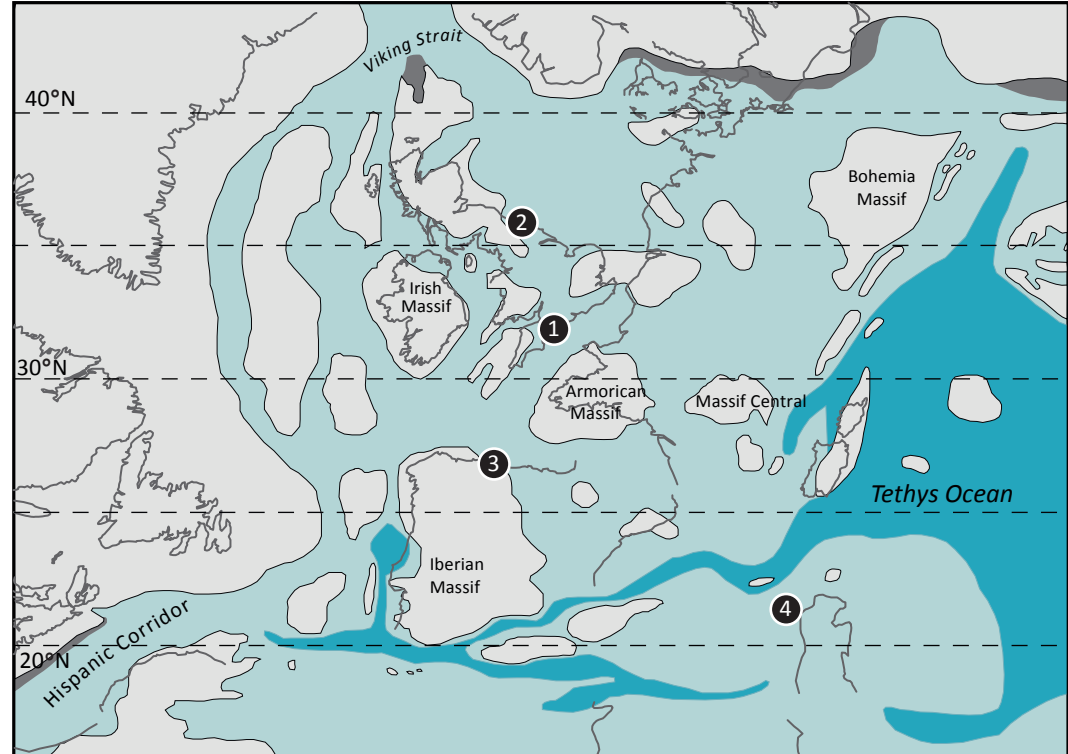 Viking Strait
40°N
Bohemia
Massif
2
Irish
Massif
1
30°N
Armorican
Massif
Massif Central
3
Tethys Ocean
Iberian
Massif
4
Hispanic Corridor
20°N